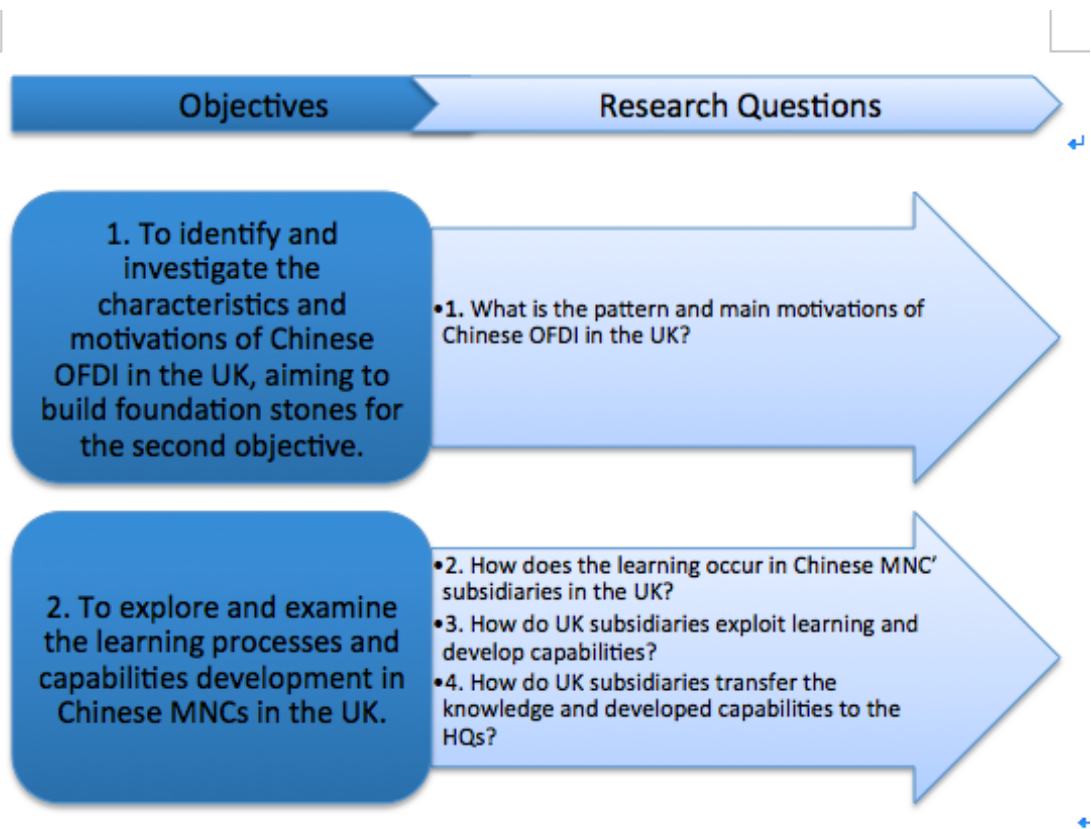 Objectives
Research Questions
1. To identify and
investigate the
characteristics and
motivations of Chinese
OFDI in the UK, aiming to
build foundation stones for
the second objective.
•1. What is the pattern and main motivations of
Chinese OFDI in the UK?
2. To explore and examine
the learning processes and
capabilities development in
Chinese MNCs in the UK.
•2. How does the learning occur in Chinese MNC’
subsidiaries in the UK?
•3. How do UK subsidiaries exploit learning and
develop capabilities?
•4. How do UK subsidiaries transfer the
knowledge and developed capabilities to the
HQs?